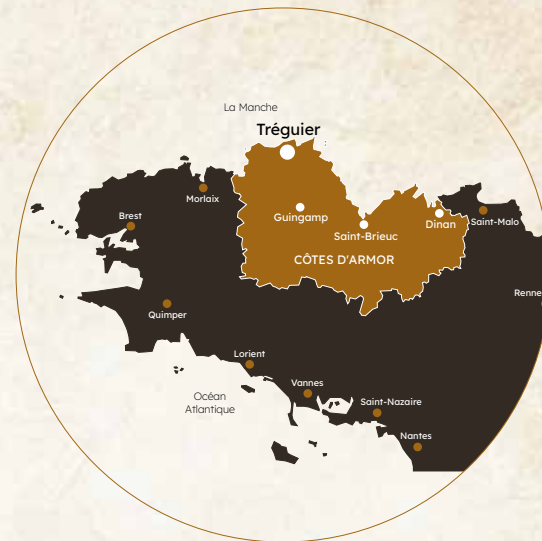 La Manche
Tréguier
Morlaix
Brest
Guingamp
Saint-Brieuc
Dinan
Saint-Malo
CÔTES D'ARMOR
Renne
Quimper
Lorient
Vannes
Océan
Atlantique
Saint-Nazaire
Nantes